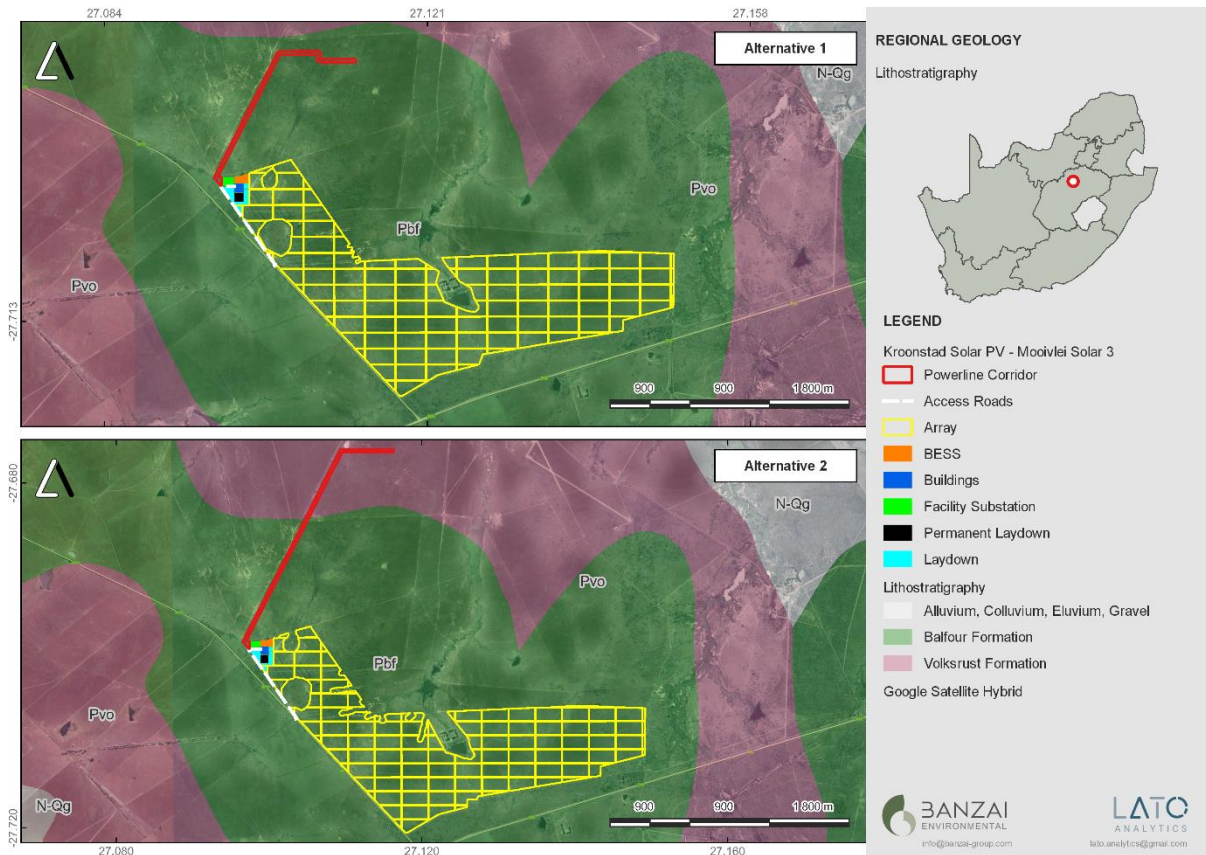 27.084
27.121
27.158
Alternative 1
N-Qg
Pvo
Pbf
Pvo
-27.713
900
900
1 800 m
Alternative 2
-27.680
N-Qg
Pvo
Pbf
Pvo
N-Qg
900
900
1 800 m
-27.720
27.080
27.120
27.160
REGIONAL GEOLOGY
Lithostratigraphy
LEGEND
Kroonstad Solar PV - Mooivlei Solar 3
Powerline Corridor
Access Roads
Array
BESS
Buildings
Facility Substation
Permanent Laydown
Laydown
Lithostratigraphy
Alluvium, Colluvium, Eluvium, Gravel
Balfour Formation
Volksrust Formation
Google Satellite Hybrid
BANZAI
ENVIRONMENTAL
info@banzai-group.com
LATO
ANALYTICS
lato.analytics@gmail.com